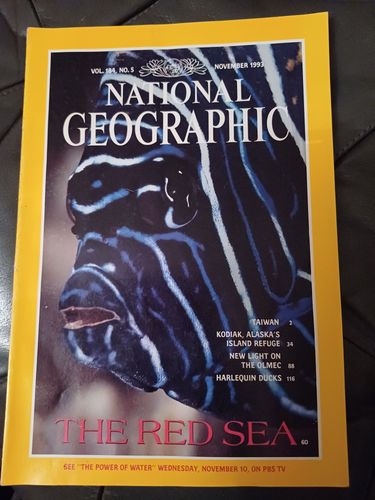 VOL. 184, NO. 5 NOVEMBER 1993
NATIONAL
GEOGRAPHIC
TAIWAN 2
KODIAK, ALASKA'S
ISLAND REFUGE 34
NEW LIGHT ON
THE OLMEC 88
HARLEQUIN DUCKS 116
THE RED SEA 60
SEE "THE POWER OF WATER" WEDNESDAY, NOVEMBER 10, ON PBS TV